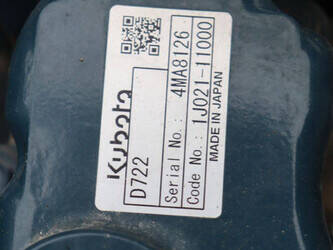 Kubota
D722
Serial No.: 4MA8126
Code No.: 1J021-11000
MADE IN JAPAN